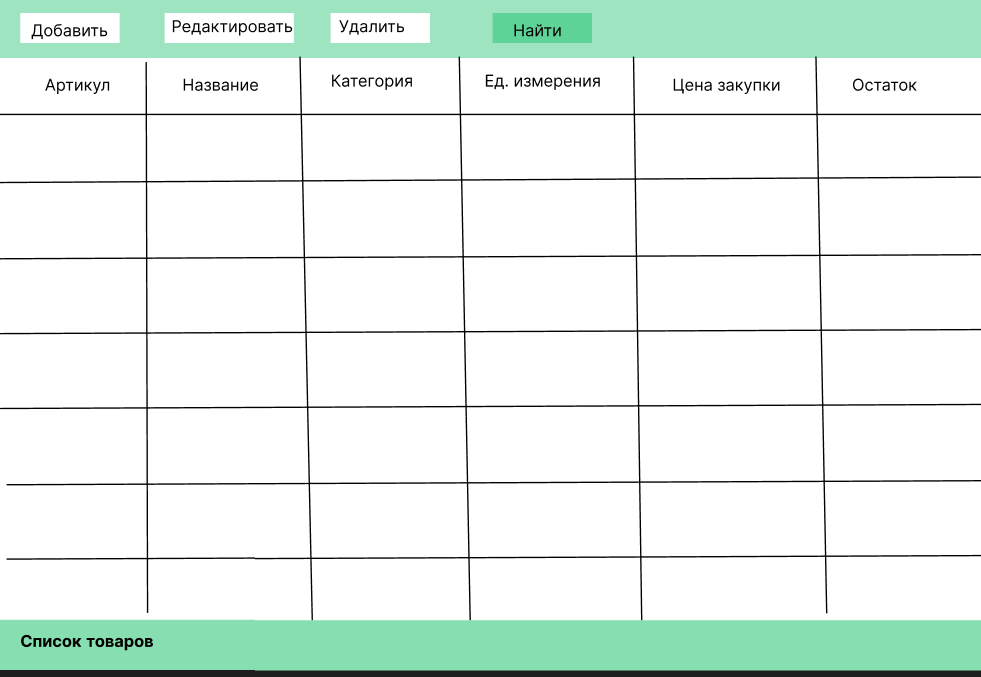 Добавить Редактировать Удалить Найти
Артикул Название Категория Ед. измерения Цена закупки Остаток
Список товаров